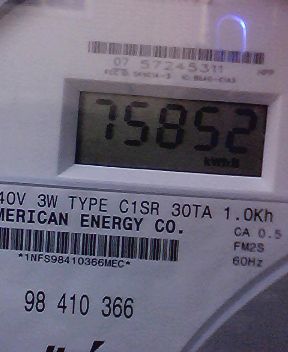 07 57245311
75852
kWh
40V 3W TYPE C1SR 30TA 1.0Kh
MERICAN ENERGY CO.
CA 0.5
*1NFS98410366MEC*
FM2S
60Hz
98 410 366